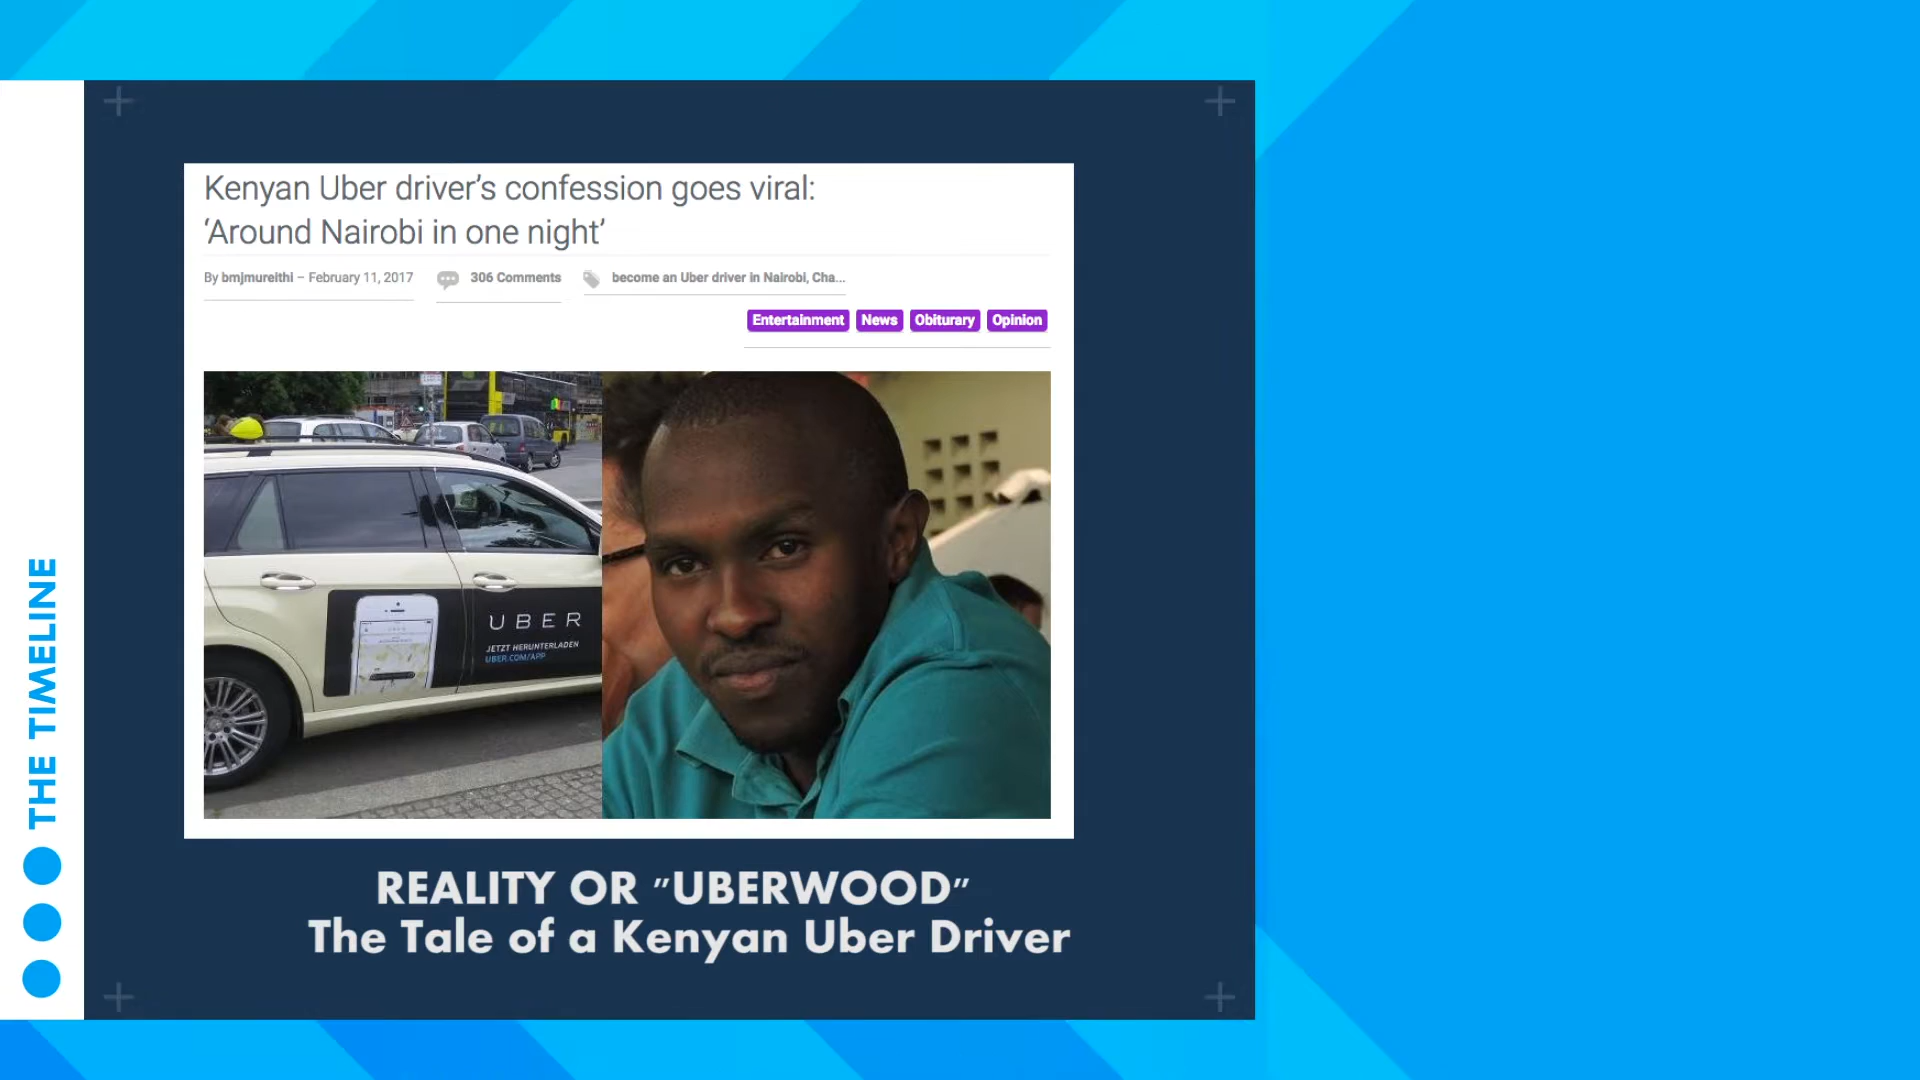 Kenyan Uber driver’s confession goes viral:
‘Around Nairobi in one night’
By bmjmureithi – February 11, 2017
306 Comments
become an Uber driver in Nairobi, Cha...
Entertainment News Obiturary Opinion
UBER
JETZT HERUNTERLADEN
UBER.COM/APP
REALITY OR "UBERWOOD"
The Tale of a Kenyan Uber Driver
THE TIMELINE